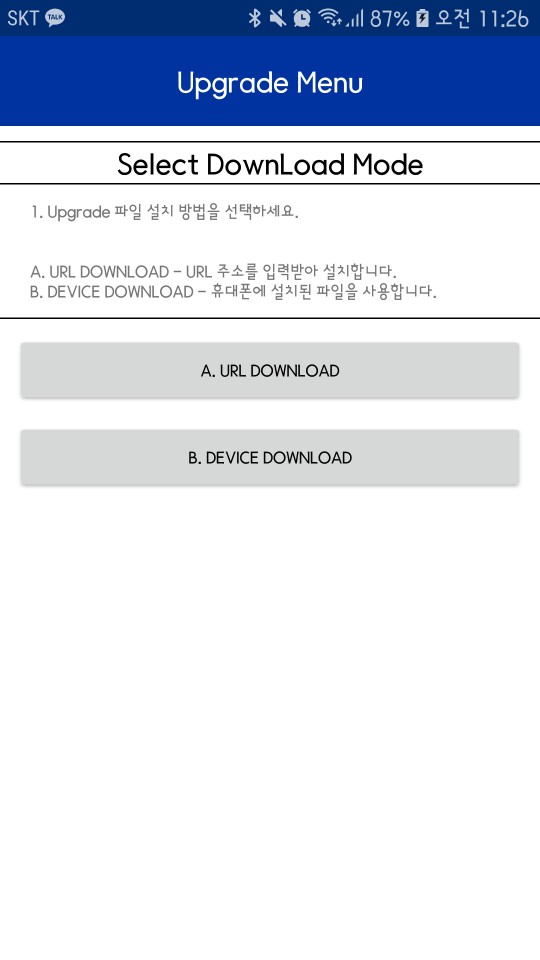 SKT TALK 87% 오전 11:26
Upgrade Menu
Select DownLoad Mode
1. Upgrade 파일 설치 방법을 선택하세요.
A. URL DOWNLOAD - URL 주소를 입력받아 설치합니다.
B. DEVICE DOWNLOAD - 휴대폰에 설치된 파일을 사용합니다.
A. URL DOWNLOAD
B. DEVICE DOWNLOAD